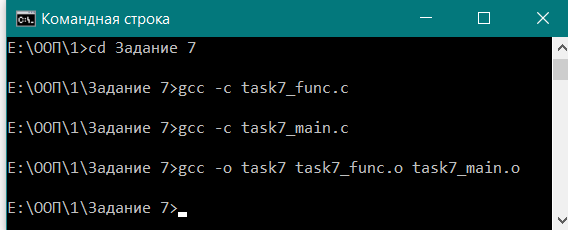 Командная строка
E:\ООП\1>cd Задание 7
E:\ООП\1\Задание 7>gcc -c task7_func.c
E:\ООП\1\Задание 7>gcc -c task7_main.c
E:\ООП\1\Задание 7>gcc -o task7 task7_func.o task7_main.o
E:\ООП\1\Задание 7>